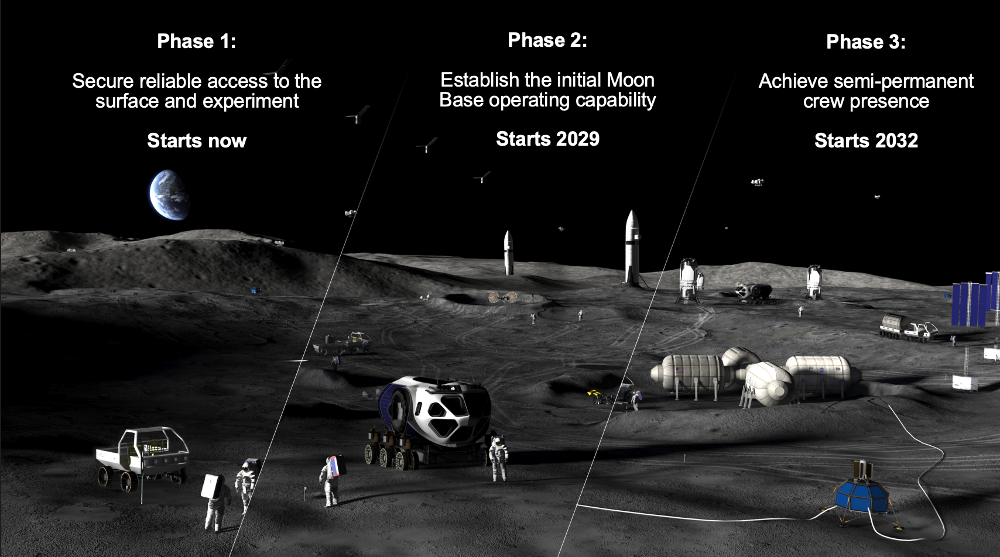 Phase 1:
Secure reliable access to the
surface and experiment
Starts now
Phase 2:
Establish the initial Moon
Base operating capability
Starts 2029
Phase 3:
Achieve semi-permanent
crew presence
Starts 2032